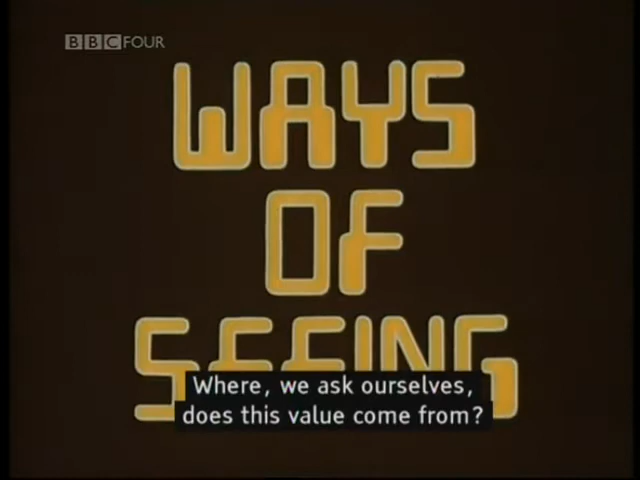 BBC FOUR
WAYS
OF
SEEING
Where, we ask ourselves,
does this value come from?